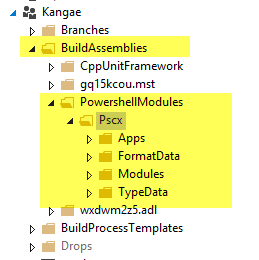 Kangae
Branches
BuildAssemblies
CppUnitFramework
gq15kcou.mst
PowershellModules
Pscx
Apps
FormatData
Modules
TypeData
wxdwm2z5.adl
BuildProcessTemplates
Drops